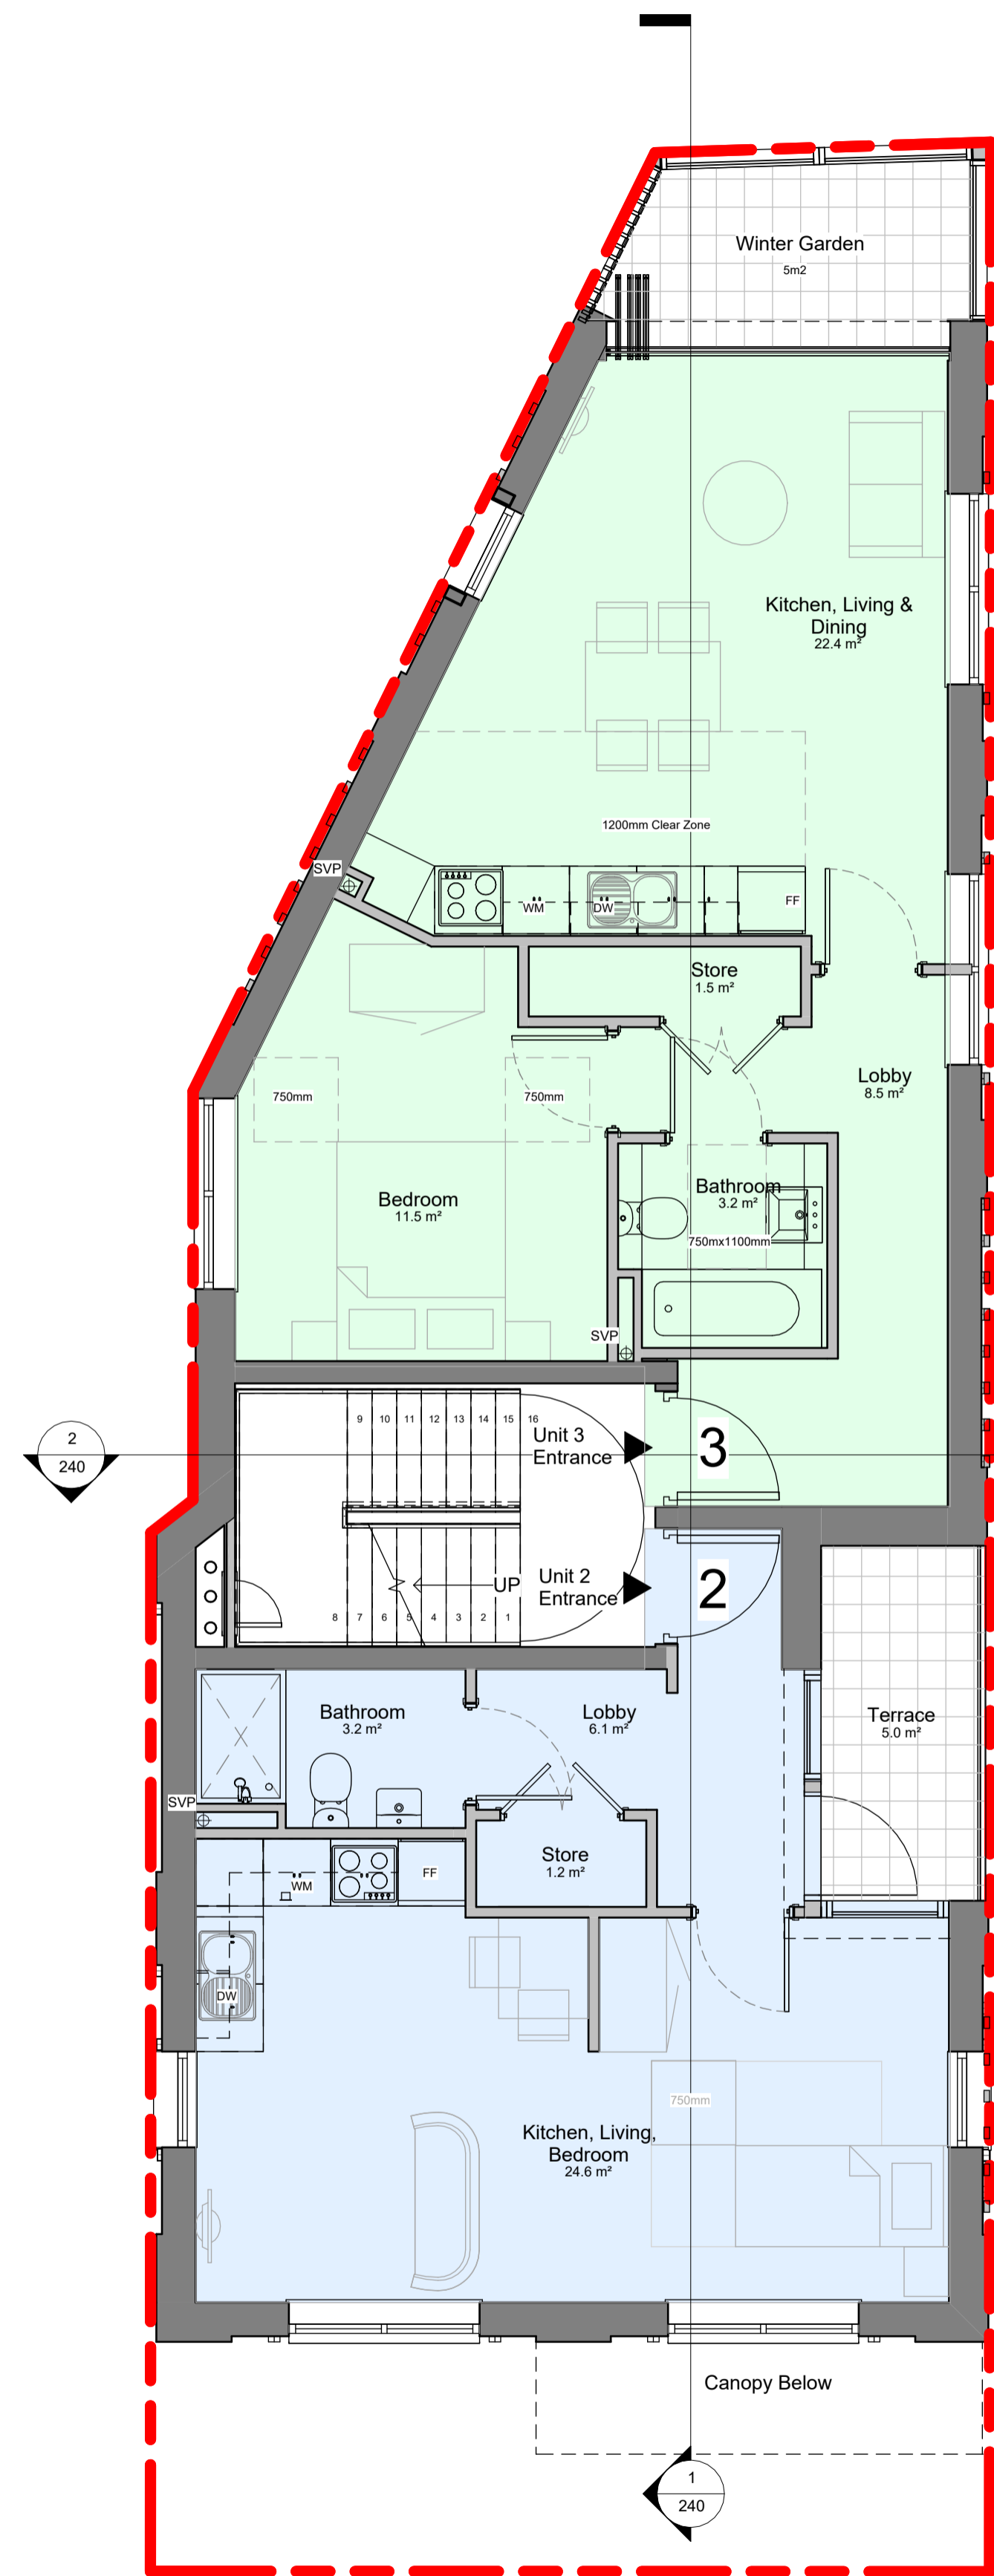 Winter Garden
5m2
Kitchen, Living &
Dining
22.4 m²
1200mm Clear Zone
SVP
WM
DW
FF
Store
1.5 m²
Lobby
8.5 m²
750mm
750mm
Bedroom
11.5 m²
Bathroom
3.2 m²
750mx1100mm
SVP
9 10 11 12 13 14 15 16
Unit 3
Entrance
3
2
240
UP
Unit 2
Entrance
2
8 7 6 5 4 3 2 1
Bathroom
3.2 m²
Lobby
6.1 m²
Terrace
5.0 m²
SVP
Store
1.2 m²
WM
FF
DW
750mm
Kitchen, Living,
Bedroom
24.6 m²
Canopy Below
1
240